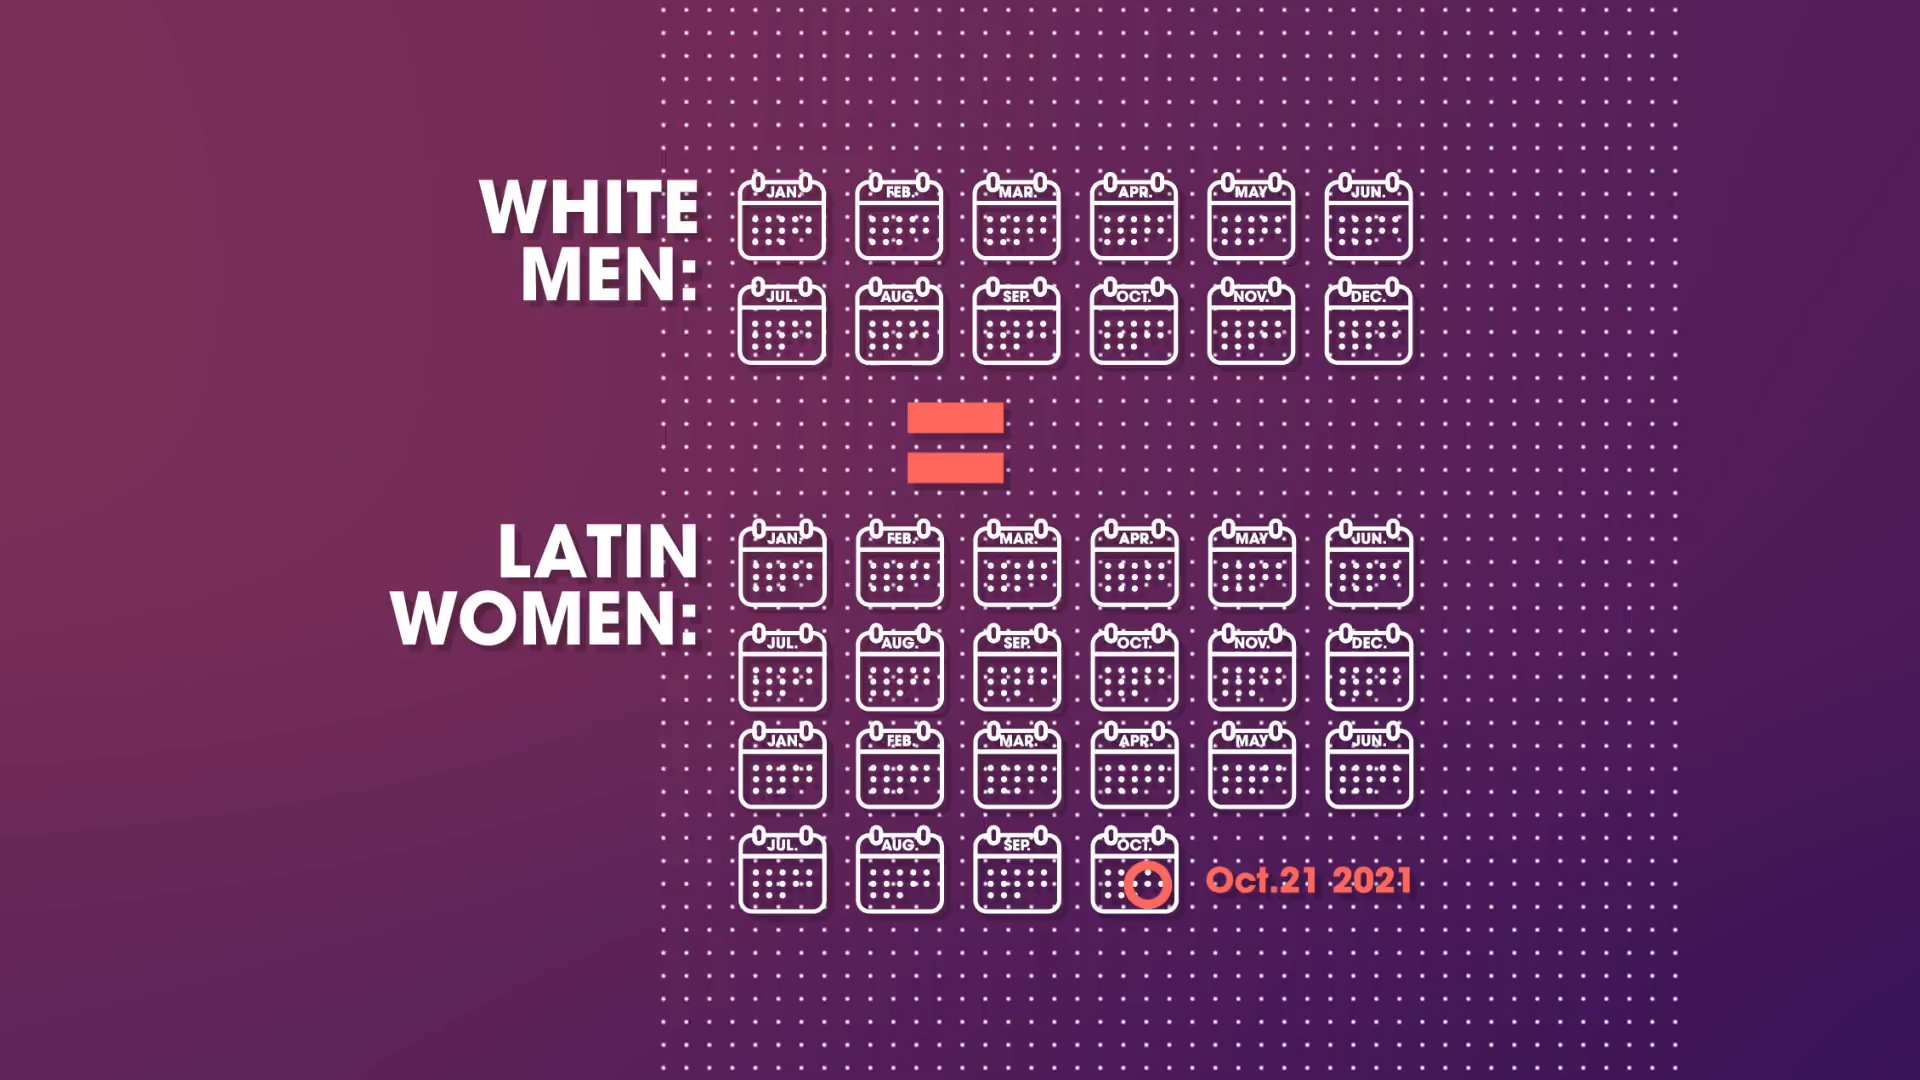 WHITE
MEN:
JAN. FEB. MAR. APR. MAY JUN.
JUL. AUG. SEP. OCT. NOV. DEC.
=
LATIN
WOMEN:
JAN. FEB. MAR. APR. MAY JUN.
JUL. AUG. SEP. OCT. NOV. DEC.
JAN. FEB. MAR. APR. MAY JUN.
JUL. AUG. SEP. OCT. Oct.21 2021